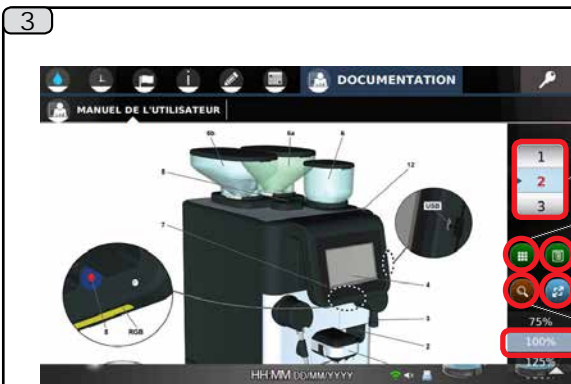 3
DOCUMENTATION
MANUEL DE L'UTILISATEUR
6b
6a
6
8
12
USB
7
4
8
RGB
3
2
1
2
3
75%
100%
125%
HH:MM DD/MM/YYYY